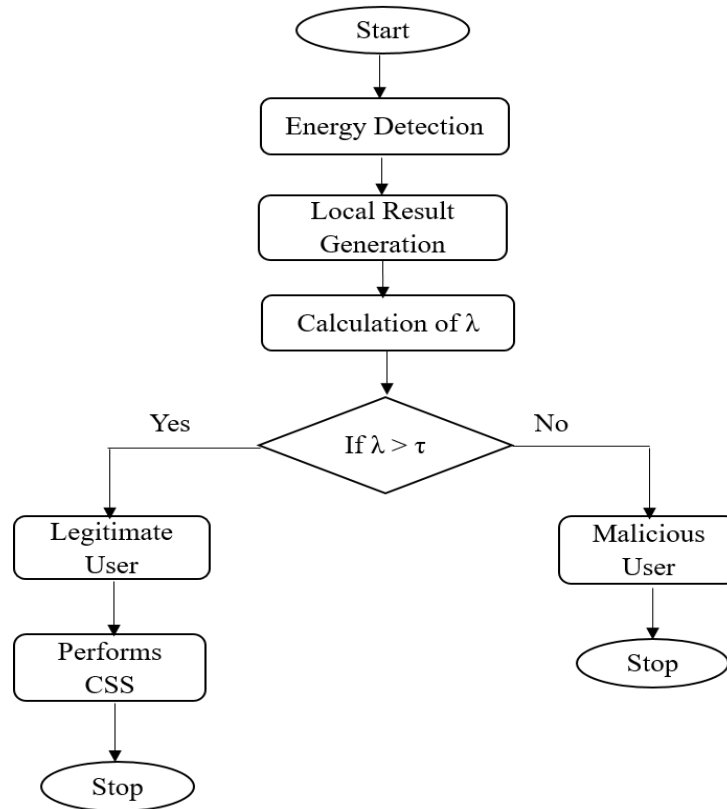 Start
Energy Detection
Local Result
Generation
Calculation of λ
If λ > τ
Yes
No
Legitimate
User
Malicious
User
Performs
CSS
Stop
Stop